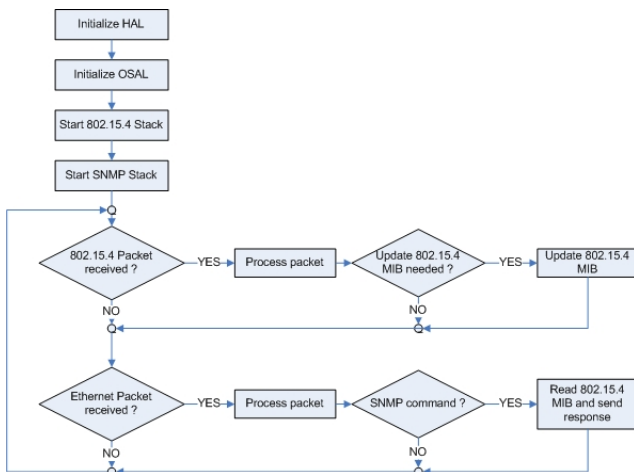 Initialize HAL
Initialize OSAL
Start 802.15.4 Stack
Start SNMP Stack
802.15.4 Packet
received ?
YES
Process packet
Update 802.15.4
MIB needed ?
YES
Update 802.15.4
MIB
NO
NO
Ethernet Packet
received ?
YES
Process packet
SNMP command ?
YES
Read 802.15.4
MIB and send
response
NO
NO